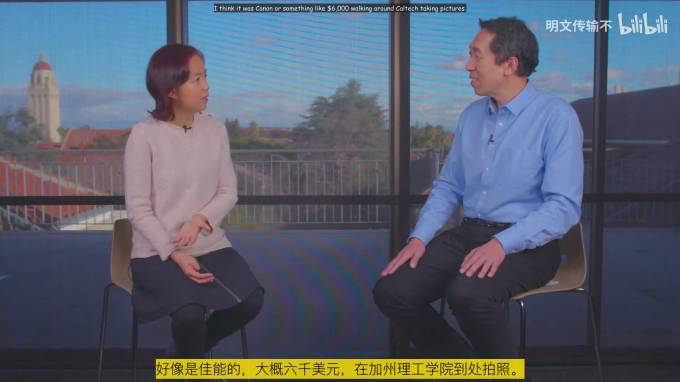 I think it was Canon or something like $6,000 walking around Caltech taking pictures
明文传输不 bilibili
好像是佳能的，大概六千美元，在加州理工学院到处拍照。